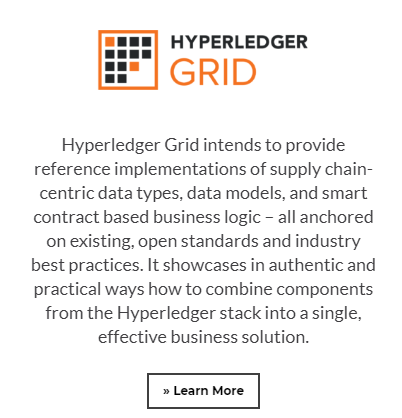 HYPERLEDGER
GRID
Hyperledger Grid intends to provide
reference implementations of supply chain-
centric data types, data models, and smart
contract based business logic – all anchored
on existing, open standards and industry
best practices. It showcases in authentic and
practical ways how to combine components
from the Hyperledger stack into a single,
effective business solution.
» Learn More